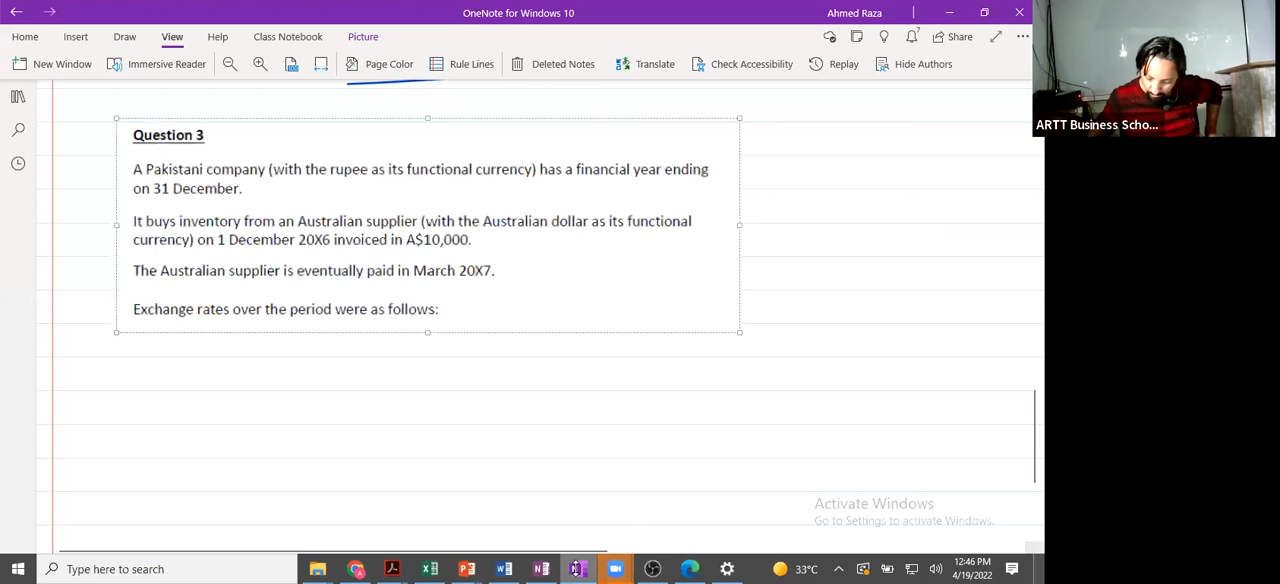 OneNote for Windows 10
Ahmed Raza
Home Insert Draw View Help Class Notebook Picture
Share
New Window Immersive Reader Page Color Rule Lines Deleted Notes Translate Check Accessibility Replay Hide Authors
ARTT Business Scho...
Question 3
A Pakistani company (with the rupee as its functional currency) has a financial year ending
on 31 December.
It buys inventory from an Australian supplier (with the Australian dollar as its functional
currency) on 1 December 20X6 invoiced in A$10,000.
The Australian supplier is eventually paid in March 20X7.
Exchange rates over the period were as follows:
Activate Windows
Go to Settings to activate Windows.
Type here to search
33°C
12:46 PM
4/19/2022